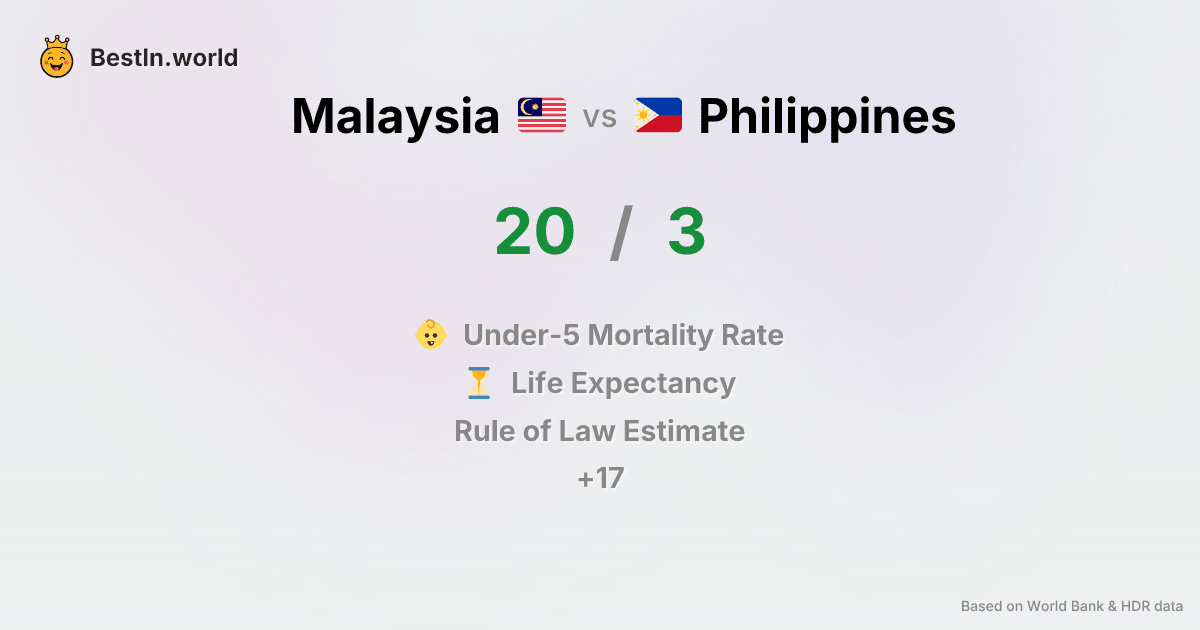 BestIn.world
Malaysia vs Philippines
20 / 3
Under-5 Mortality Rate
Life Expectancy
Rule of Law Estimate
+17
Based on World Bank & HDR data